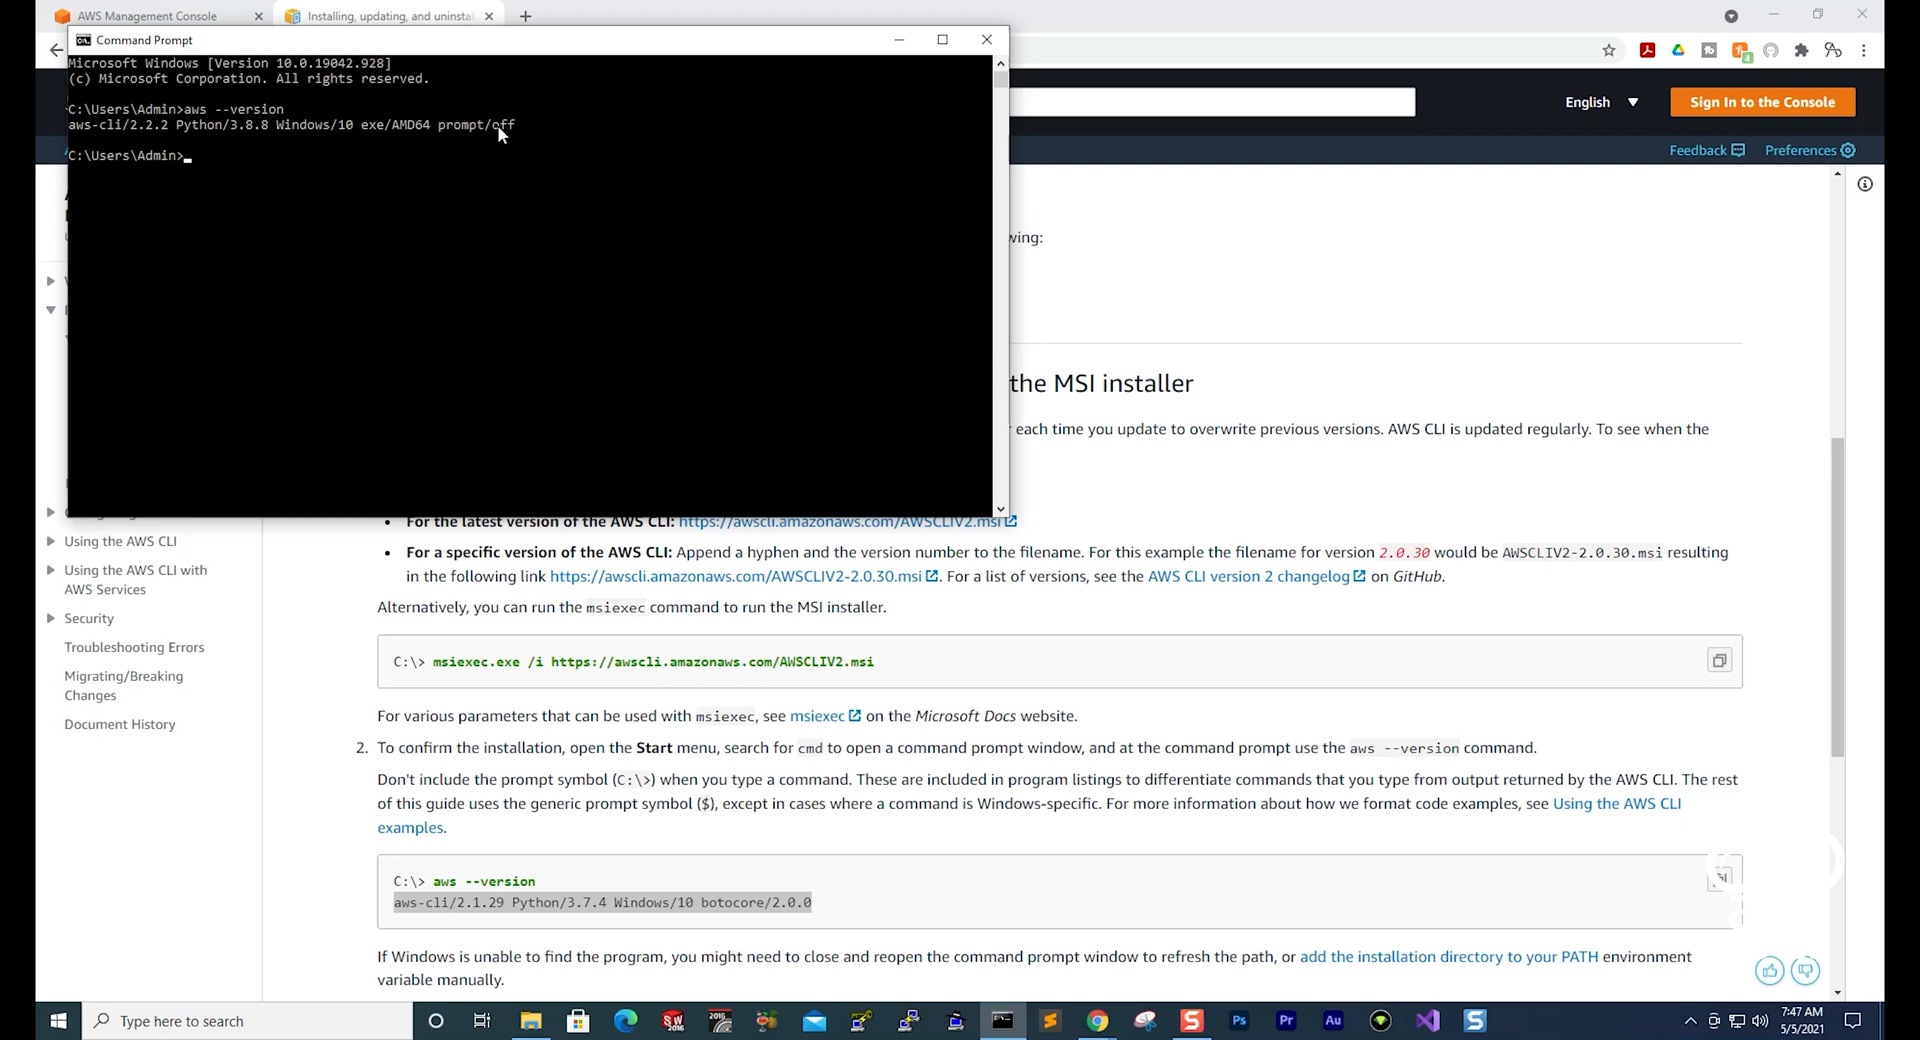 AWS Management Console
Installing, updating, and uninstal
Command Prompt
Microsoft Windows [Version 10.0.19042.928]
(c) Microsoft Corporation. All rights reserved.
C:\Users\Admin>aws --version
aws-cli/2.2.2 Python/3.8.8 Windows/10 exe/AMD64 prompt/off
C:\Users\Admin>
English
Sign In to the Console
Feedback
Preferences
wing:
the MSI installer
each time you update to overwrite previous versions. AWS CLI is updated regularly. To see when the
• For the latest version of the AWS CLI: https://awscli.amazonaws.com/AWSCLIV2.msi
• For a specific version of the AWS CLI: Append a hyphen and the version number to the filename. For this example the filename for version 2.0.30 would be AWSCLIV2-2.0.30.msi resulting
in the following link https://awscli.amazonaws.com/AWSCLIV2-2.0.30.msi. For a list of versions, see the AWS CLI version 2 changelog on GitHub.
Alternatively, you can run the msiexec command to run the MSI installer.
C:\> msiexec.exe /i https://awscli.amazonaws.com/AWSCLIV2.msi
For various parameters that can be used with msiexec, see msiexec on the Microsoft Docs website.
2. To confirm the installation, open the Start menu, search for cmd to open a command prompt window, and at the command prompt use the aws --version command.
Don't include the prompt symbol (C:\>) when you type a command. These are included in program listings to differentiate commands that you type from output returned by the AWS CLI. The rest
of this guide uses the generic prompt symbol ($), except in cases where a command is Windows-specific. For more information about how we format code examples, see Using the AWS CLI
examples.
C:\> aws --version
aws-cli/2.1.29 Python/3.7.4 Windows/10 botocore/2.0.0
If Windows is unable to find the program, you might need to close and reopen the command prompt window to refresh the path, or add the installation directory to your PATH environment
variable manually.
Using the AWS CLI
Using the AWS CLI with
AWS Services
Security
Troubleshooting Errors
Migrating/Breaking
Changes
Document History
Type here to search
SW
2016
2016
Ps
Pr
Au
S
S
7:47 AM
5/5/2021